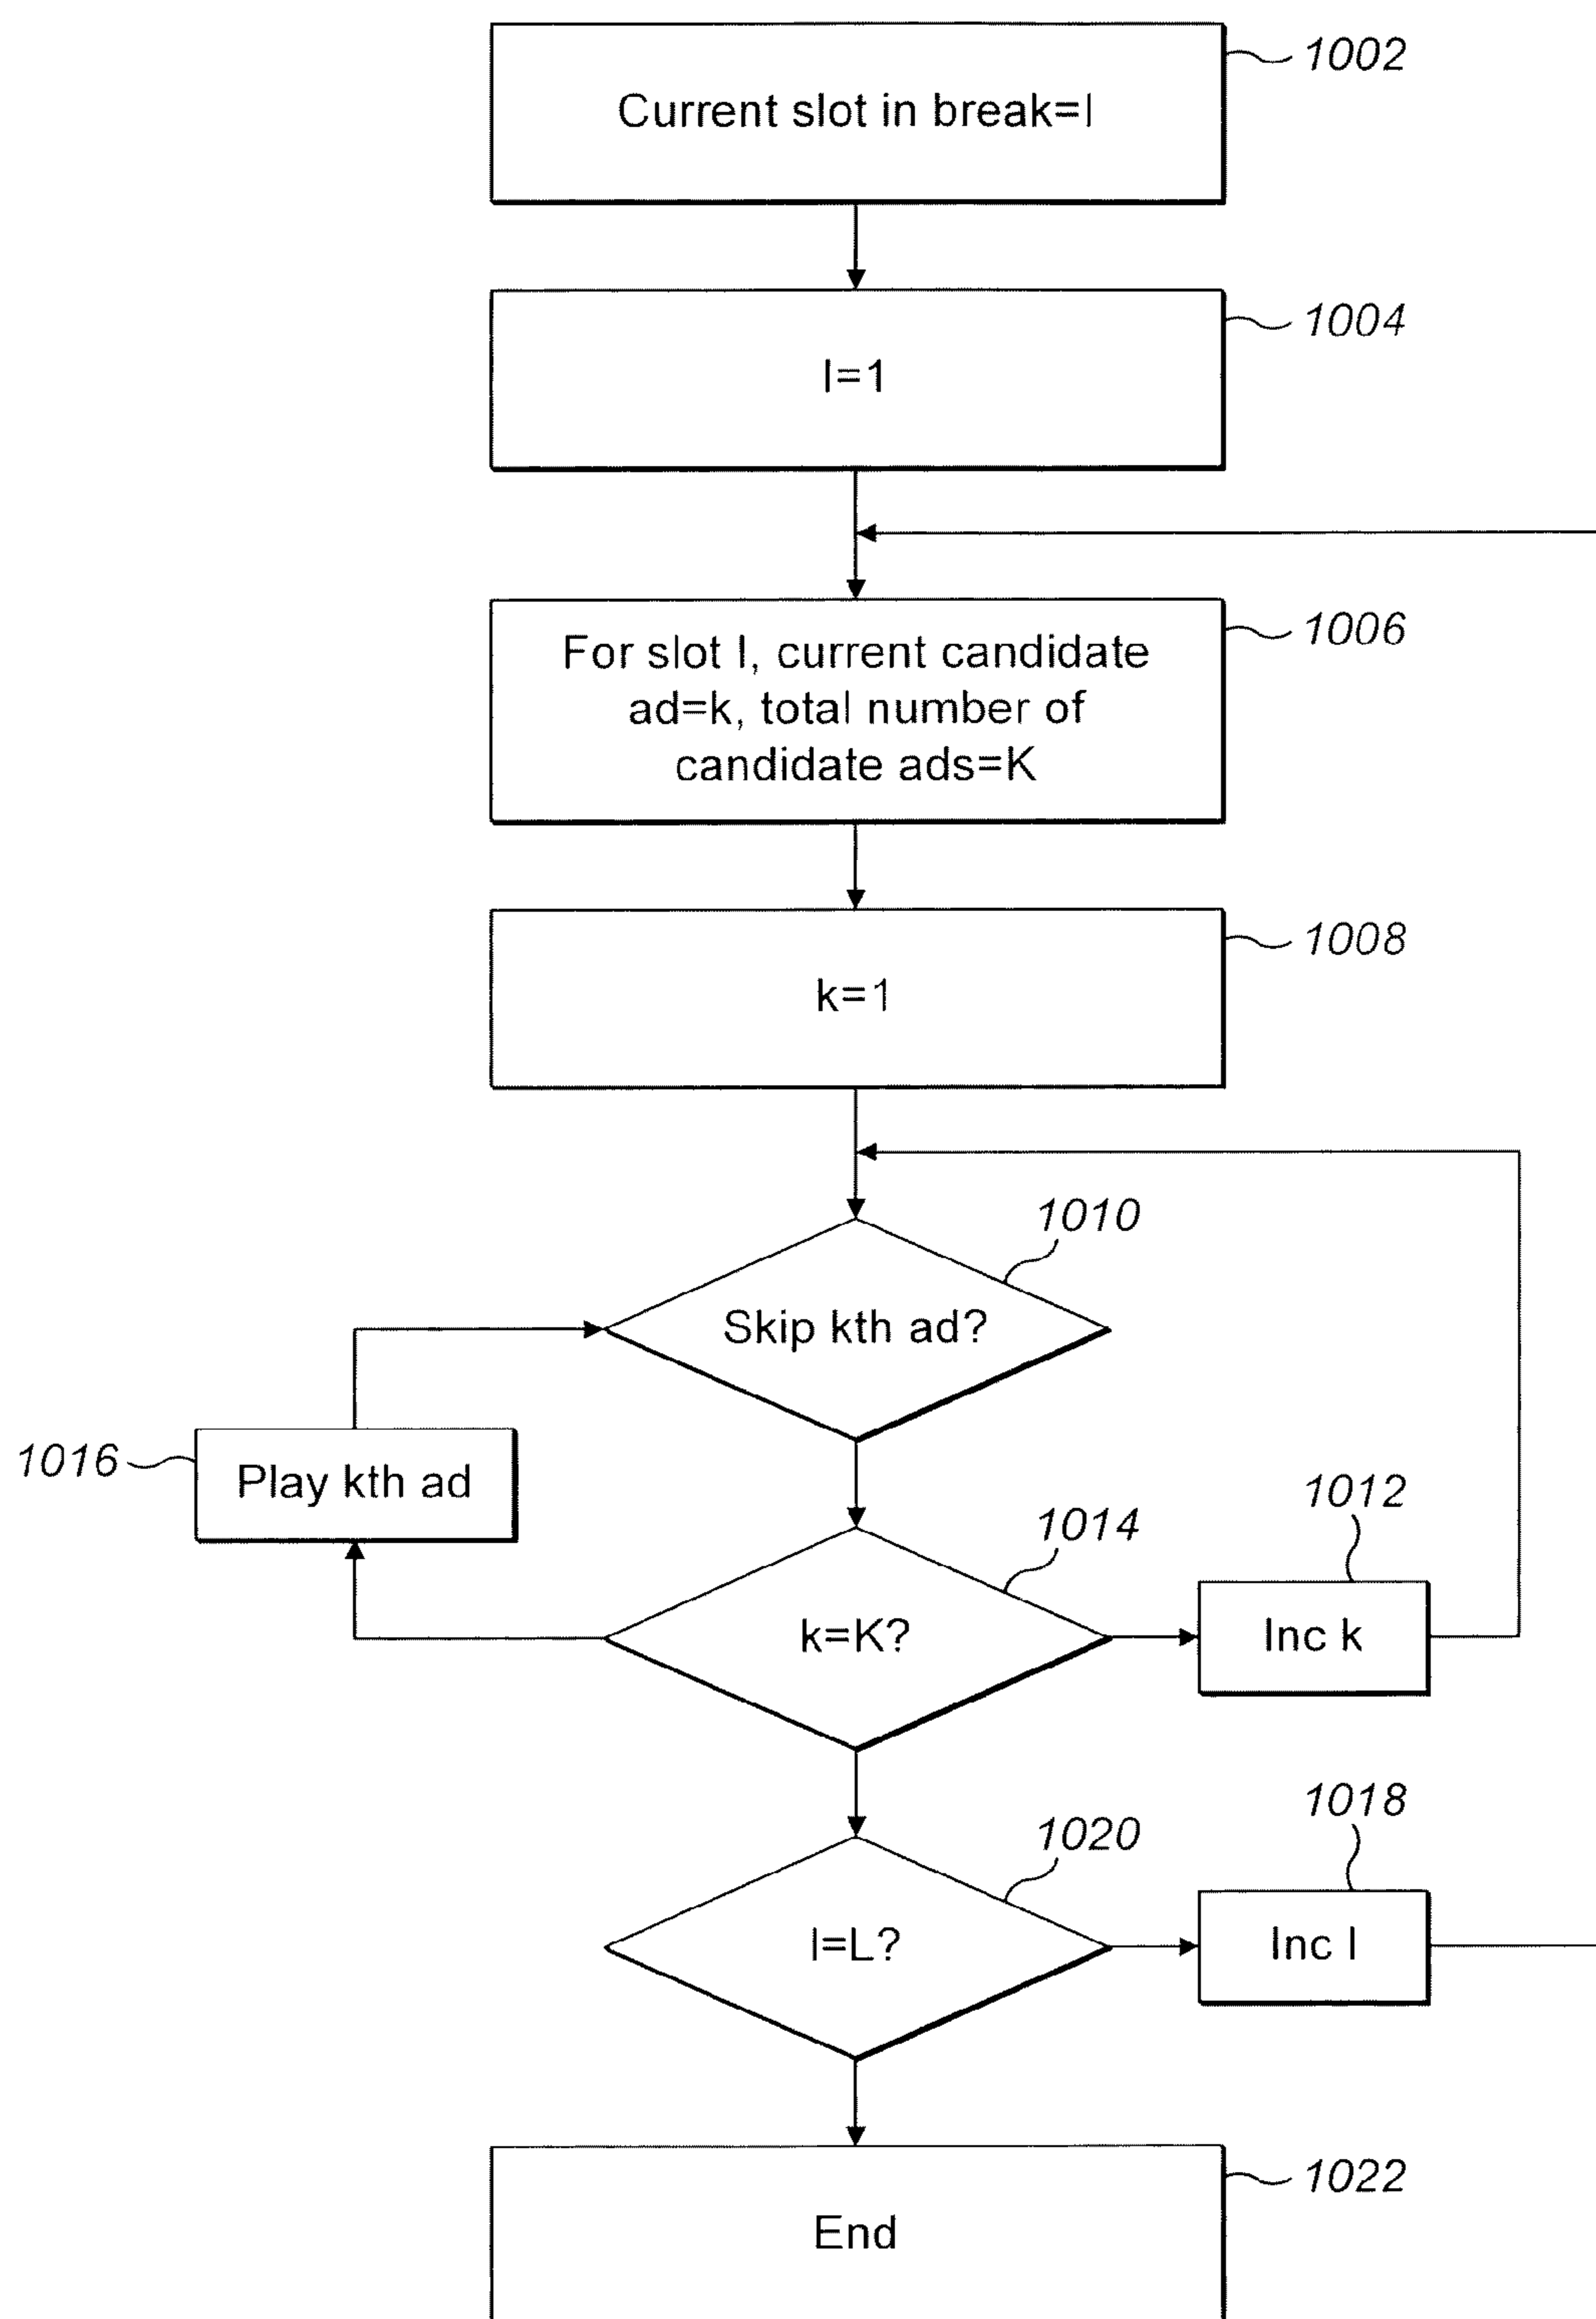 Current slot in break=l
1002
l=1
1004
For slot l, current candidate
ad=k, total number of
candidate ads=K
1006
k=1
1008
Skip kth ad?
1010
Play kth ad
1016
k=K?
1014
Inc k
1012
l=L?
1020
Inc l
1018
End
1022